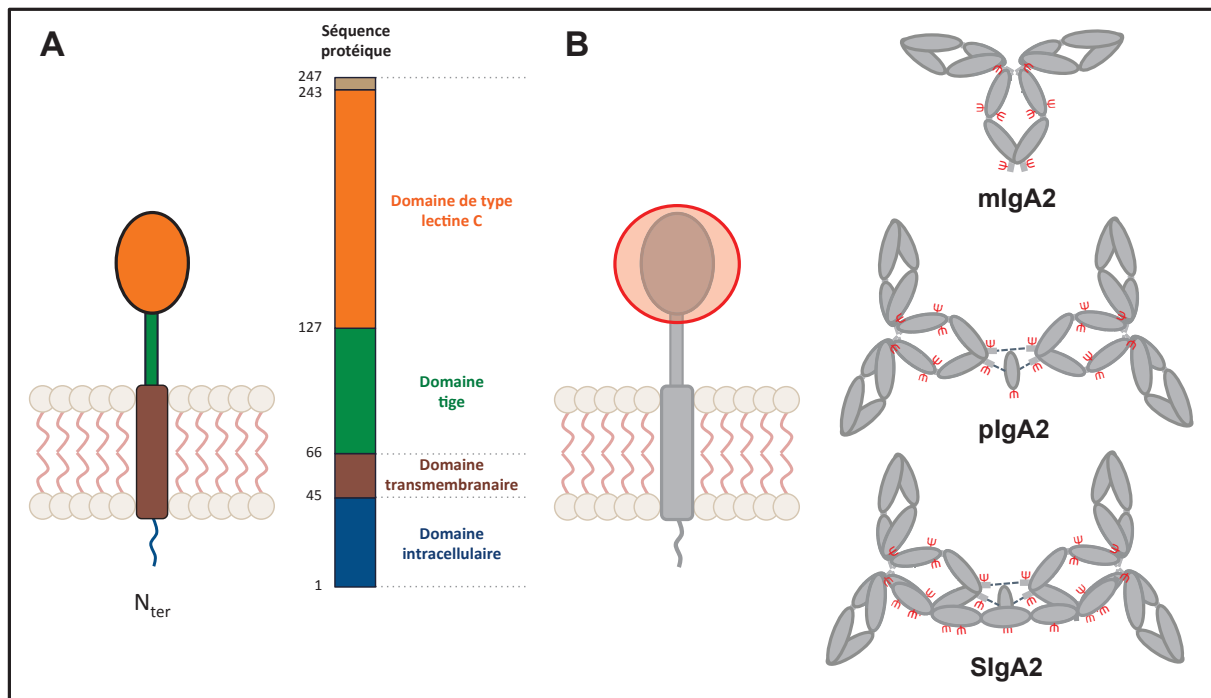 A
Séquence
protéique
247
243
Domaine de type
lectine C
127
Domaine
tige
66
Domaine
transmembranaire
45
Domaine
intracellulaire
1
Nter
B
mIgA2
pIgA2
SIgA2